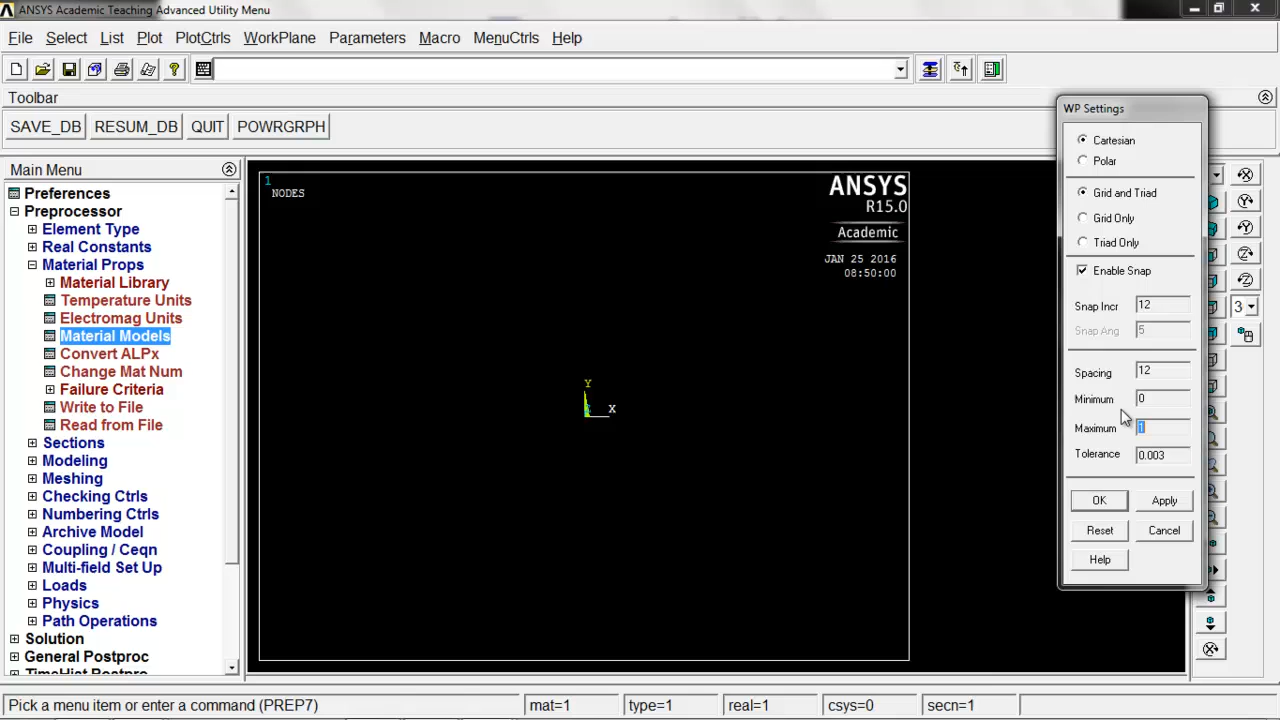 ANSYS Academic Teaching Advanced Utility Menu
File Select List Plot PlotCtrls WorkPlane Parameters Macro MenuCtrls Help
Toolbar
SAVE_DB RESUM_DB QUIT POWRGRPH
Main Menu
Preferences
Preprocessor
Element Type
Real Constants
Material Props
Material Library
Temperature Units
Electromag Units
Material Models
Convert ALPx
Change Mat Num
Failure Criteria
Write to File
Read from File
Sections
Modeling
Meshing
Checking Ctrls
Numbering Ctrls
Archive Model
Coupling / Ceqn
Multi-field Set Up
Loads
Physics
Path Operations
Solution
General Postproc
TimeHist Postpro
1
NODES
ANSYS
R15.0
Academic
JAN 25 2016
08:50:00
Y
X
WP Settings
Cartesian
Polar
Grid and Triad
Grid Only
Triad Only
Enable Snap
Snap Incr 12
Snap Ang 5
Spacing 12
Minimum 0
Maximum 1
Tolerance 0.003
OK Apply
Reset Cancel
Help
3
Pick a menu item or enter a command (PREP7) mat=1 type=1 real=1 csys=0 secn=1